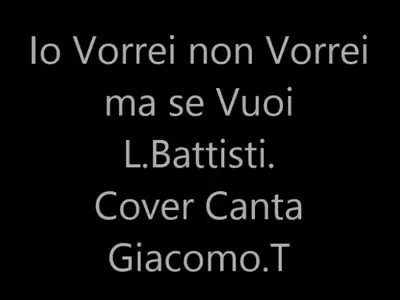 Io Vorrei non Vorrei
ma se Vuoi
L.Battisti.
Cover Canta
Giacomo.T